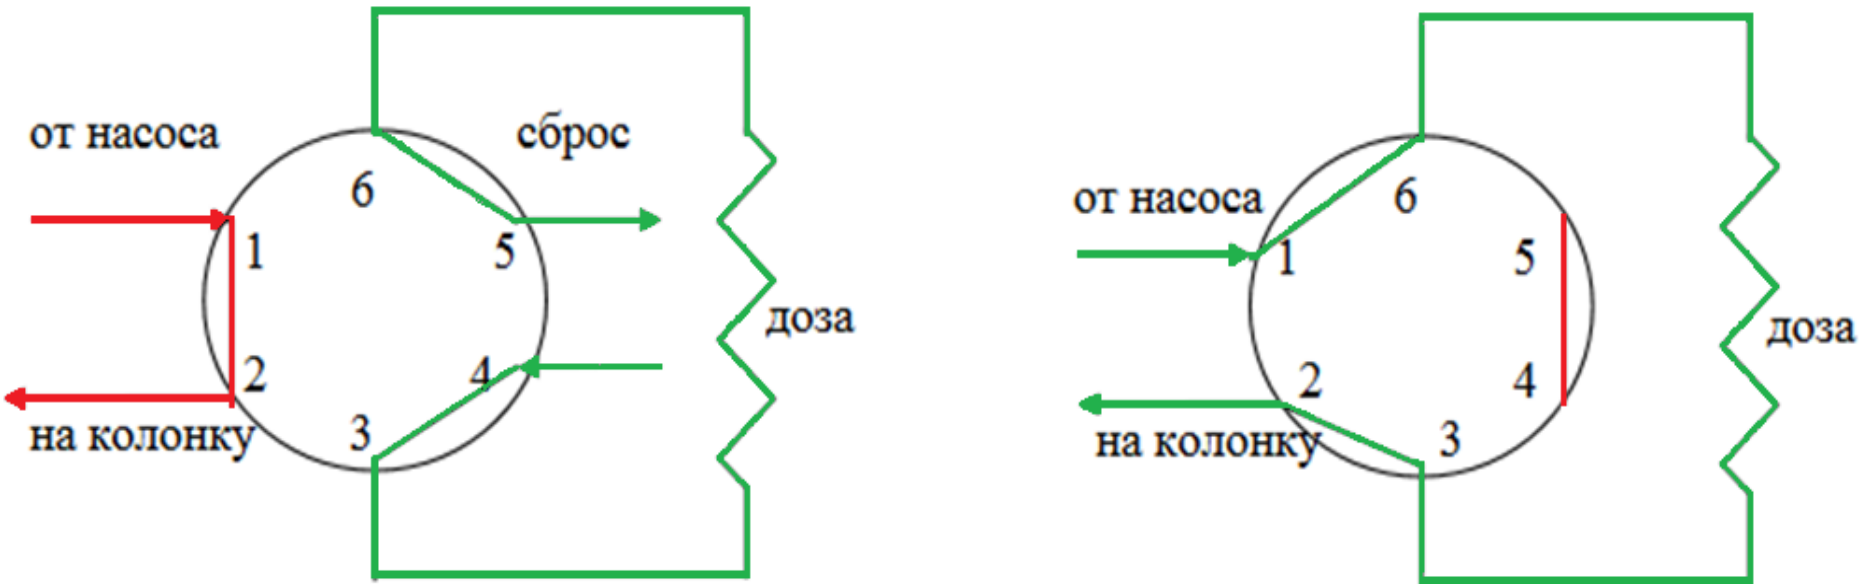 от насоса
сброс
6
1
5
доза
2
4
3
на колонку
от насоса
6
1
5
доза
2
4
3
на колонку